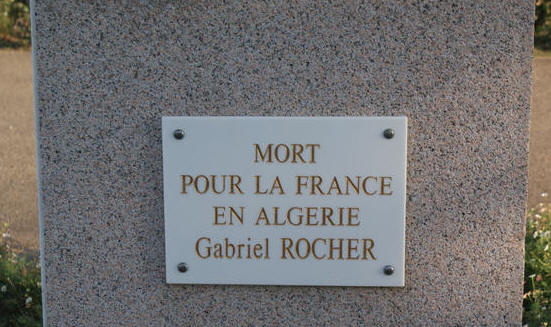 MORT
POUR LA FRANCE
EN ALGERIE
Gabriel ROCHER